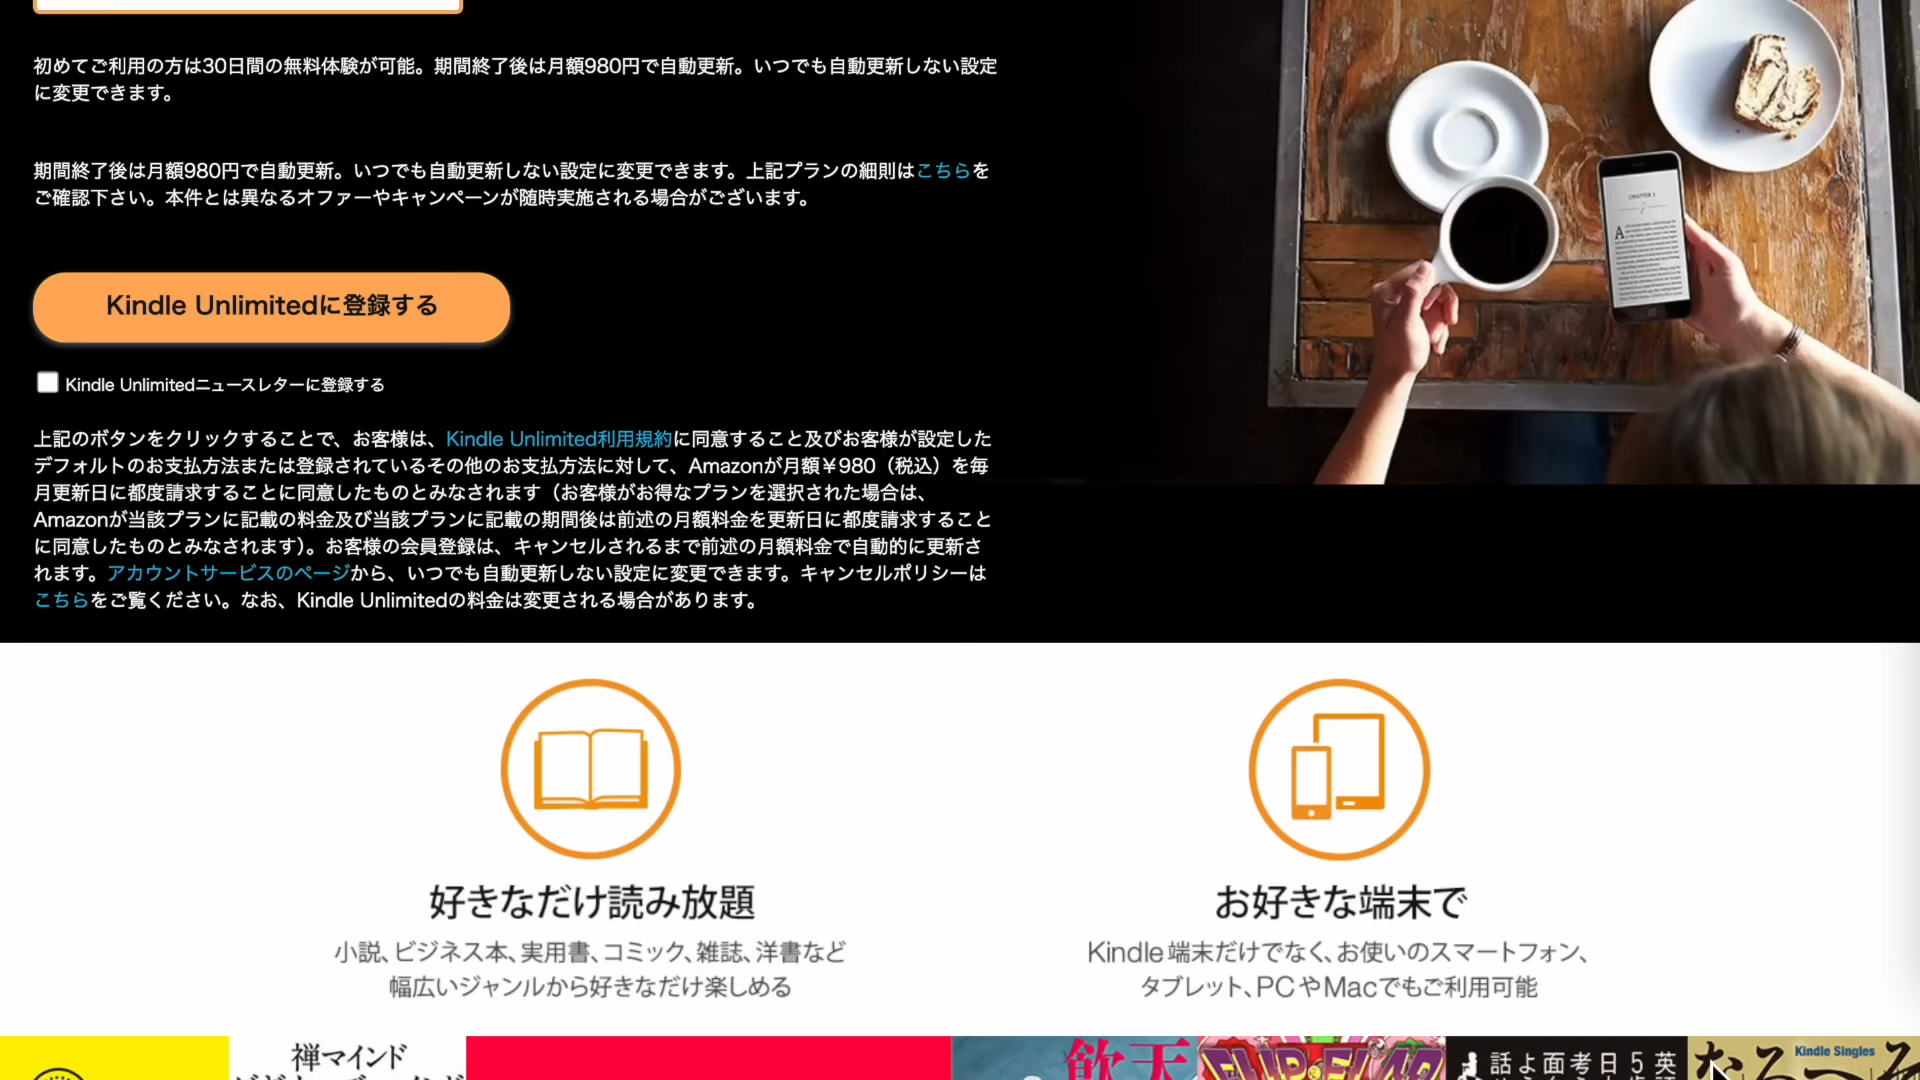 初めてご利用の方は30日間の無料体験が可能。期間終了後は月額980円で自動更新。いつでも自動更新しない設定
に変更できます。
期間終了後は月額980円で自動更新。いつでも自動更新しない設定に変更できます。上記プランの細則はこちらを
ご確認下さい。本件とは異なるオファーやキャンペーンが随時実施される場合がございます。
Kindle Unlimitedに登録する
Kindle Unlimitedニュースレターに登録する
上記のボタンをクリックすることで、お客様は、Kindle Unlimited利用規約に同意すること及びお客様が設定した
デフォルトのお支払方法または登録されているその他のお支払方法に対して、Amazonが月額￥980（税込）を毎
月更新日に都度請求することに同意したものとみなされます（お客様がお得なプランを選択された場合は、
Amazonが当該プランに記載の料金及び当該プランに記載の期間後は前述の月額料金を更新日に都度請求すること
に同意したものとみなされます)。お客様の会員登録は、キャンセルされるまで前述の月額料金で自動的に更新さ
れます。アカウントサービスのページから、いつでも自動更新しない設定に変更できます。キャンセルポリシーは
こちらをご覧ください。なお、Kindle Unlimitedの料金は変更される場合があります。
CHAPTER 1
好きなだけ読み放題
小説、ビジネス本、実用書、コミック、雑誌、洋書など
幅広いジャンルから好きなだけ楽しめる
お好きな端末で
Kindle端末だけでなく、お使いのスマートフォン、
タブレット、PCやMacでもご利用可能
禅マインド
飲天
話よ面考日5英
Kindle Singles